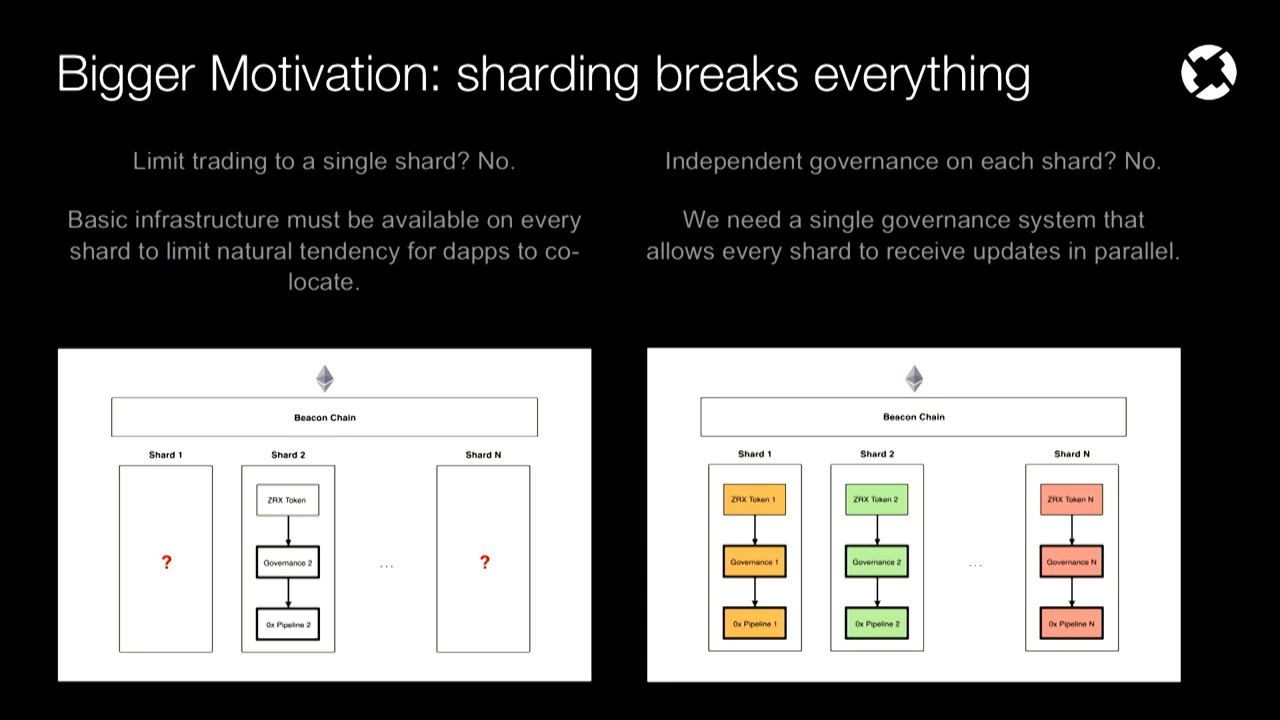 Bigger Motivation: sharding breaks everything
Limit trading to a single shard? No.
Basic infrastructure must be available on every
shard to limit natural tendency for dapps to co-
locate.
Independent governance on each shard? No.
We need a single governance system that
allows every shard to receive updates in parallel.
Beacon Chain
Shard 1
Shard 2
Shard N
ZRX Token
?
Governance 2
...
?
0x Pipeline 2
Beacon Chain
Shard 1
Shard 2
Shard N
ZRX Token 1
ZRX Token 2
ZRX Token N
Governance 1
Governance 2
...
Governance N
0x Pipeline 1
0x Pipeline 2
0x Pipeline N